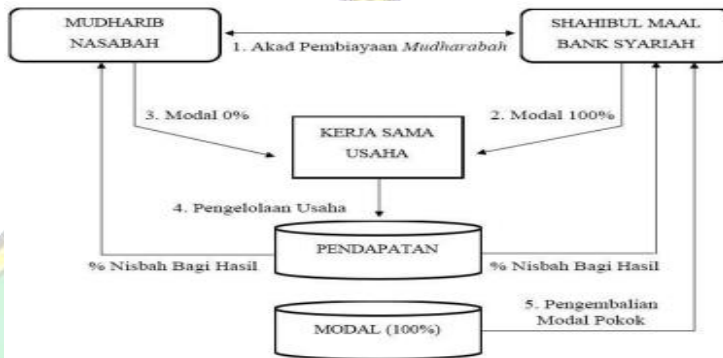 MUDHARIB
NASABAH
SHAHIBUL MAAL
BANK SYARIAH
1. Akad Pembiayaan Mudharabah
3. Modal 0%
2. Modal 100%
KERJA SAMA
USAHA
4. Pengelolaan Usaha
PENDAPATAN
% Nisbah Bagi Hasil
% Nisbah Bagi Hasil
MODAL (100%)
5. Pengembalian
Modal Pokok